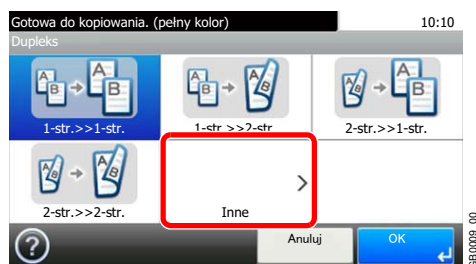 Gotowa do kopiowania. (pełny kolor) 10:10
Dupleks
A B A B
A B A B
A B A B
1-str.>>1-str. 1-str.>>2-str. 2-str.>>1-str.
A B A B
2-str.>>2-str. Inne
? Anuluj OK